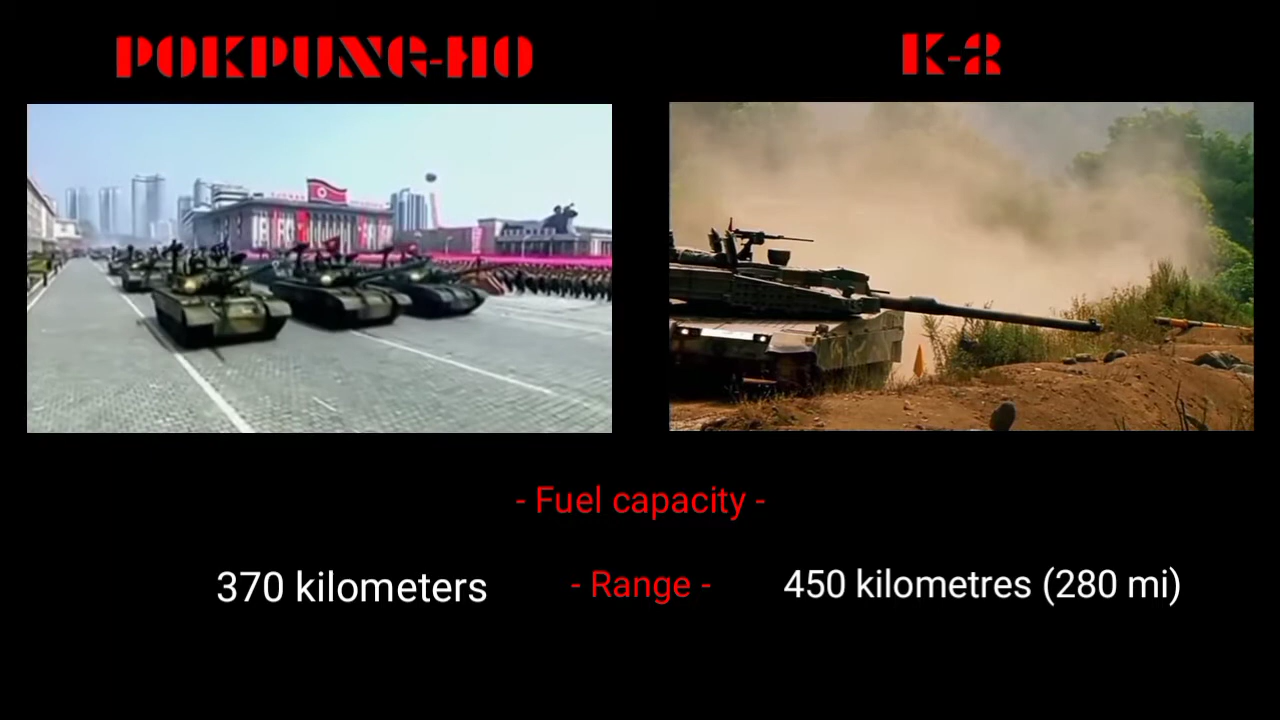 POKPUNG-HO
K-2
- Fuel capacity -
370 kilometers
- Range -
450 kilometres (280 mi)